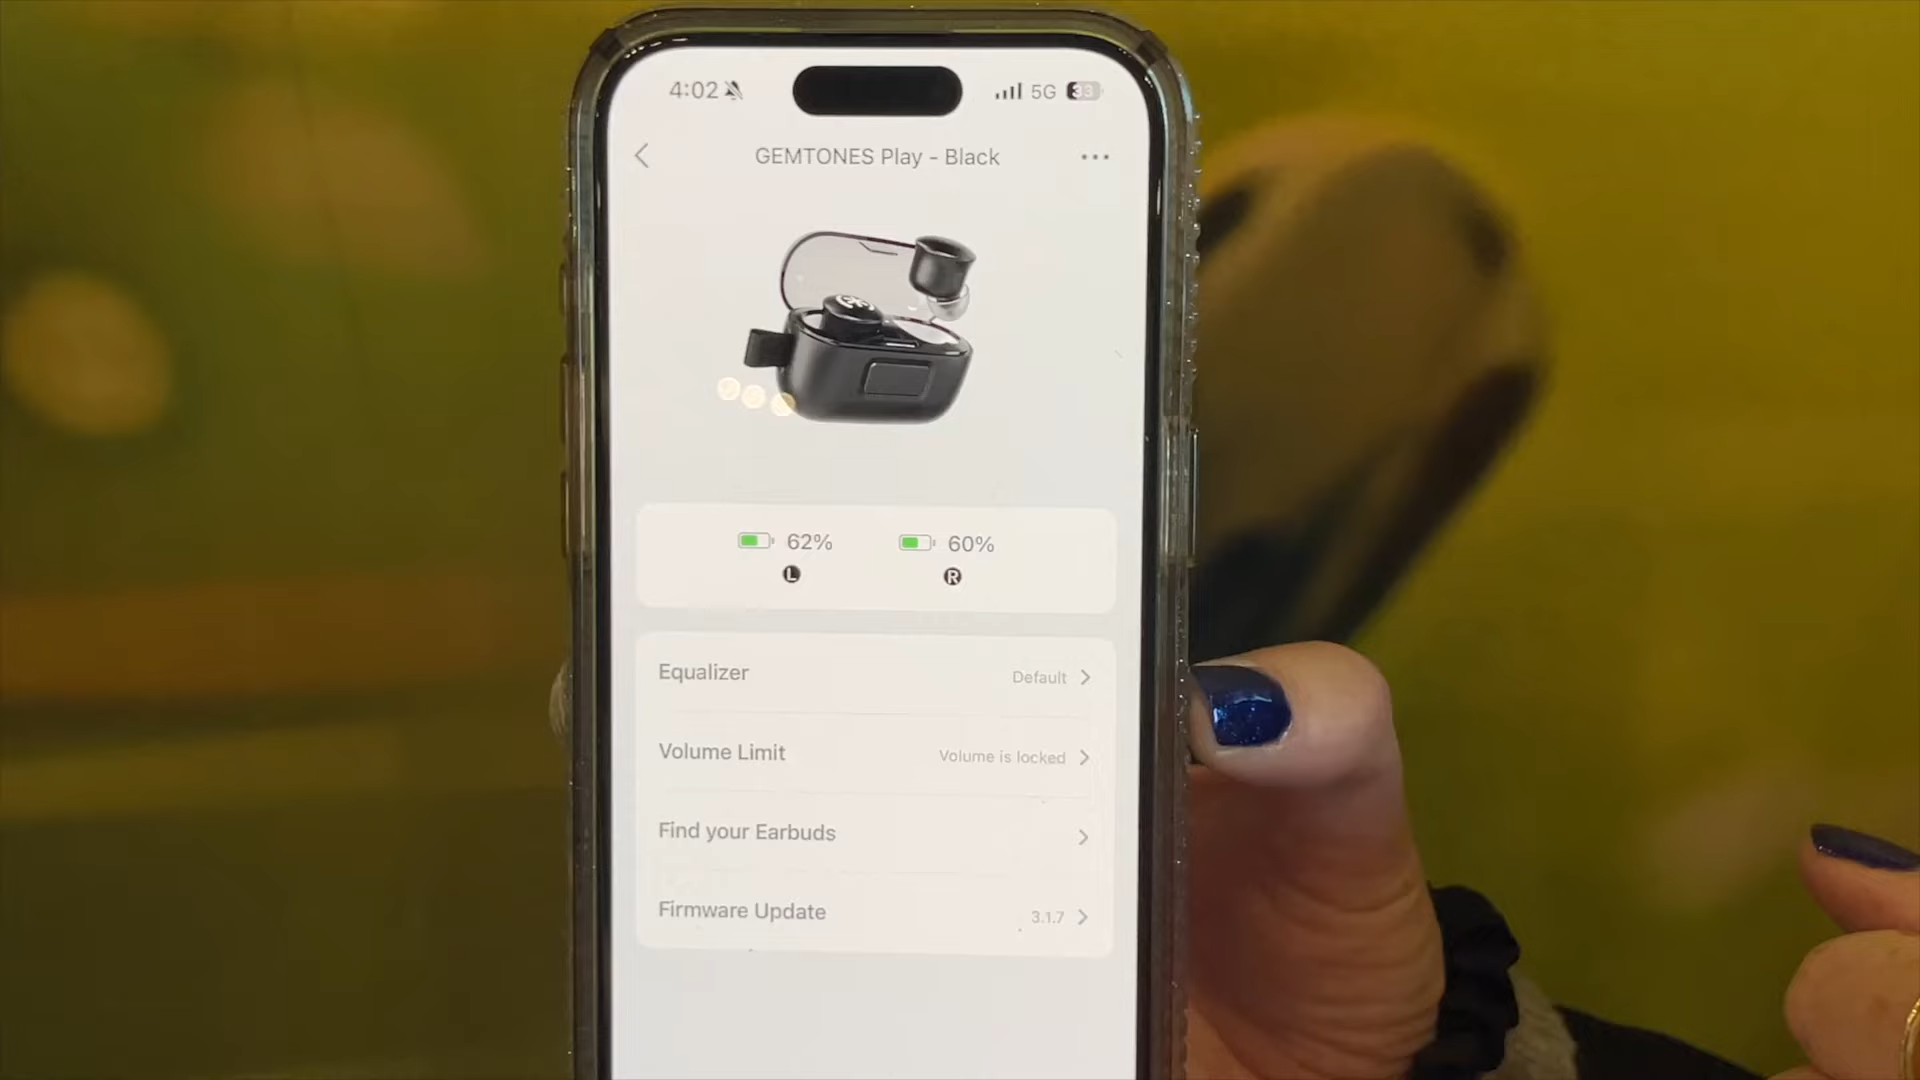 4:02 5G 33
GEMTONES Play - Black
62% 60%
L R
Equalizer Default
Volume Limit Volume is locked
Find your Earbuds
Firmware Update 3.1.7